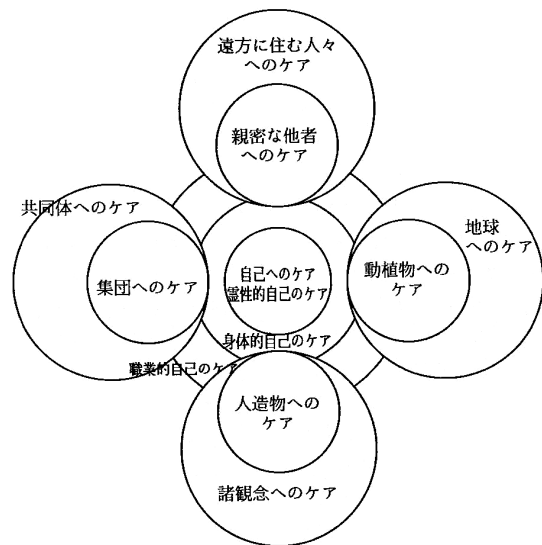 遠方に住む人々
へのケア
親密な他者
へのケア
共同体へのケア
集団へのケア
自己へのケア
霊性的自己のケア
動植物への
ケア
地球
へのケア
身体的自己のケア
職業的自己のケア
人造物への
ケア
諸観念へのケア